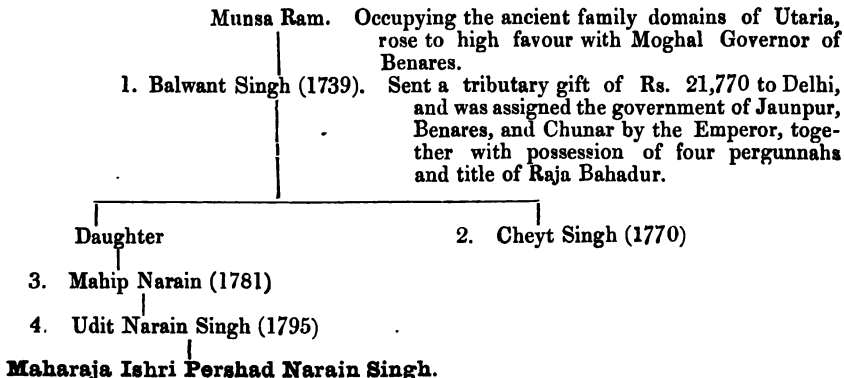 Munsa Ram. Occupying the ancient family domains of Utaria,
rose to high favour with Moghal Governor of
Benares.
1. Balwant Singh (1739). Sent a tributary gift of Rs. 21,770 to Delhi,
and was assigned the government of Jaunpur,
Benares, and Chunar by the Emperor, toge-
ther with possession of four pergunnahs
and title of Raja Bahadur.
Daughter 2. Cheyt Singh (1770)
3. Mahip Narain (1781)
4. Udit Narain Singh (1795)
Maharaja Ishri Pershad Narain Singh.